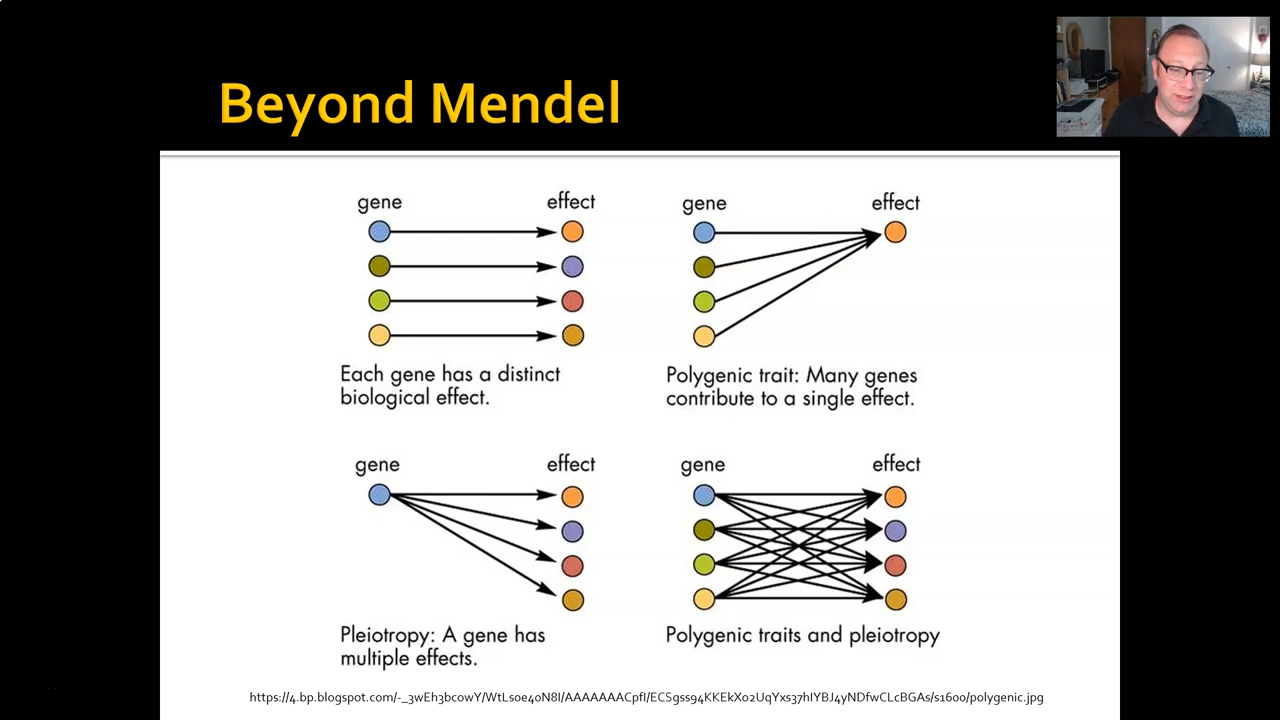 Beyond Mendel
gene effect
Each gene has a distinct
biological effect.
gene effect
Polygenic trait: Many genes
contribute to a single effect.
gene effect
Pleiotropy: A gene has
multiple effects.
gene effect
Polygenic traits and pleiotropy
https://4.bp.blogspot.com/-_3wEh3bcowY/WtLs0e40N8I/AAAAAAACpfI/ECSgss94KKEkX02UqYxs37hIYBJ4yNDfwCLcBGAs/s1600/polygenic.jpg